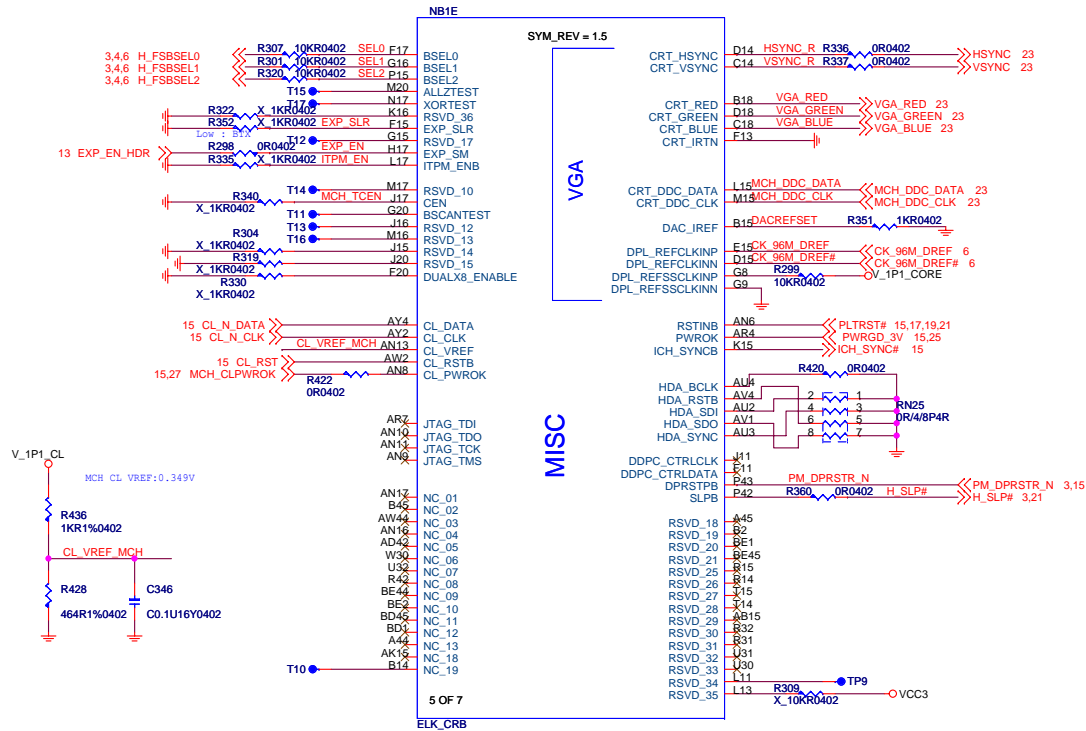 NB1E
SYM_REV = 1.5
VGA
MISC
5 OF 7
ELK_CRB
3,4,6 H_FSBSEL0 R307 10KR0402 SEL0 F17 BSEL0
3,4,6 H_FSBSEL1 R301 10KR0402 SEL1 G16 BSEL1
3,4,6 H_FSBSEL2 R320 10KR0402 SEL2 P15 BSEL2
T15 M20 ALLZTEST
T17 N17 XORTEST
R322 X_1KR0402 K16 RSVD_36
R352 X_1KR0402 EXP_SLR F15 EXP_SLR
Low : BTX
T12 G15 RSVD_17
13 EXP_EN_HDR R298 0R0402 EXP_EN H17 EXP_SM
R335 X_1KR0402 ITPM_EN L17 ITPM_ENB
T14 M17 RSVD_10
R340 X_1KR0402 MCH_TCEN J17 CEN
T11 G20 BSCANTEST
T13 J16 RSVD_12
T16 M16 RSVD_13
R304 X_1KR0402 J15 RSVD_14
R319 X_1KR0402 J20 RSVD_15
R330 X_1KR0402 F20 DUALX8_ENABLE
15 CL_N_DATA AY4 CL_DATA
15 CL_N_CLK AY2 CL_CLK
CL_VREF_MCH AN13 CL_VREF
15 CL_RST AW2 CL_RSTB
15,27 MCH_CLPWROK R422 0R0402 AN8 CL_PWROK
AR7 JTAG_TDI
AN10 JTAG_TDO
AN11 JTAG_TCK
AN9 JTAG_TMS
AN17 NC_01
B45 NC_02
AW44 NC_03
AN16 NC_04
AD42 NC_05
W30 NC_06
U32 NC_07
R42 NC_08
BE44 NC_09
BE2 NC_10
BD45 NC_11
BD1 NC_12
A44 NC_13
AK15 NC_18
T10 B14 NC_19
V_1P1_CL
MCH CL VREF:0.349V
R436
1KR1%0402
CL_VREF_MCH
R428
464R1%0402
C346
C0.1U16Y0402
CRT_HSYNC D14 HSYNC_R R336 0R0402 HSYNC 23
CRT_VSYNC C14 VSYNC_R R337 0R0402 VSYNC 23
CRT_RED B18 VGA_RED VGA_RED 23
CRT_GREEN D18 VGA_GREEN VGA_GREEN 23
CRT_BLUE C18 VGA_BLUE VGA_BLUE 23
CRT_IRTN F13
CRT_DDC_DATA L15 MCH_DDC_DATA MCH_DDC_DATA 23
CRT_DDC_CLK M15 MCH_DDC_CLK MCH_DDC_CLK 23
DAC_IREF B15 DACREFSET R351 1KR0402
DPL_REFCLKINP E15 CK_96M_DREF CK_96M_DREF 6
DPL_REFCLKINN D15 CK_96M_DREF# CK_96M_DREF# 6
DPL_REFSSCLKINP G8 R299 10KR0402 V_1P1_CORE
DPL_REFSSCLKINN G9
RSTINB AN6 PLTRST# 15,17,19,21
PWROK AR4 PWRGD_3V 15,25
ICH_SYNCB K15 ICH_SYNC# 15
R420 0R0402
HDA_BCLK AU4
HDA_RSTB AV4 2 1
HDA_SDI AU2 4 3
HDA_SDO AV1 6 5
HDA_SYNC AU3 8 7
RN25
0R/4/8P4R
DDPC_CTRLCLK J11
DDPC_CTRLDATA F11
DPRSTPB P43 PM_DPRSTR_N PM_DPRSTR_N 3,15
SLPB P42 R360 0R0402 H_SLP# H_SLP# 3,21
RSVD_18 A45
RSVD_19 B2
RSVD_20 BE1
RSVD_21 BE45
RSVD_25 R15
RSVD_26 R14
RSVD_27 T15
RSVD_28 T14
RSVD_29 AB15
RSVD_30 R32
RSVD_31 R31
RSVD_32 U31
RSVD_33 U30
RSVD_34 L11 TP9
RSVD_35 L13 R309 X_10KR0402 VCC3